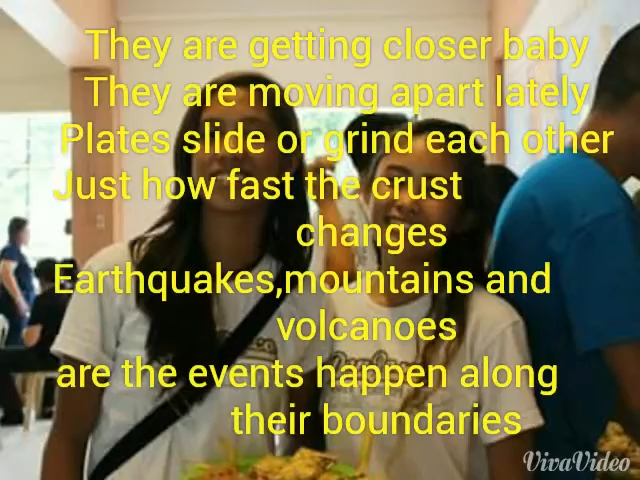 They are getting closer baby
They are moving apart lately
Plates slide or grind each other
Just how fast the crust
changes
Earthquakes,mountains and
volcanoes
are the events happen along
their boundaries
VivaVideo